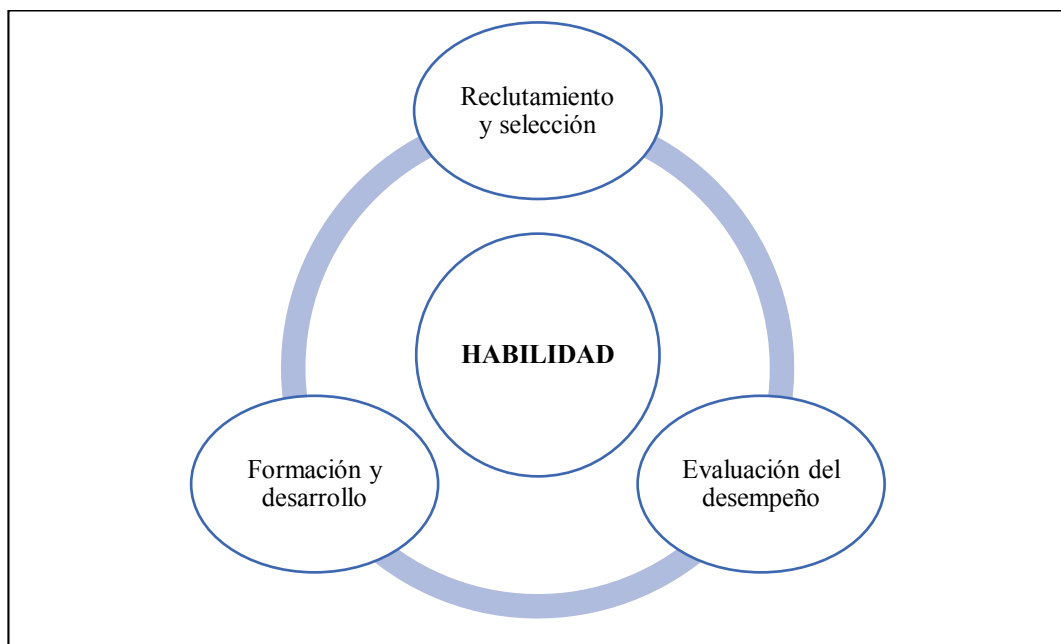 Reclutamiento
y selección
HABILIDAD
Formación y
desarrollo
Evaluación del
desempeño